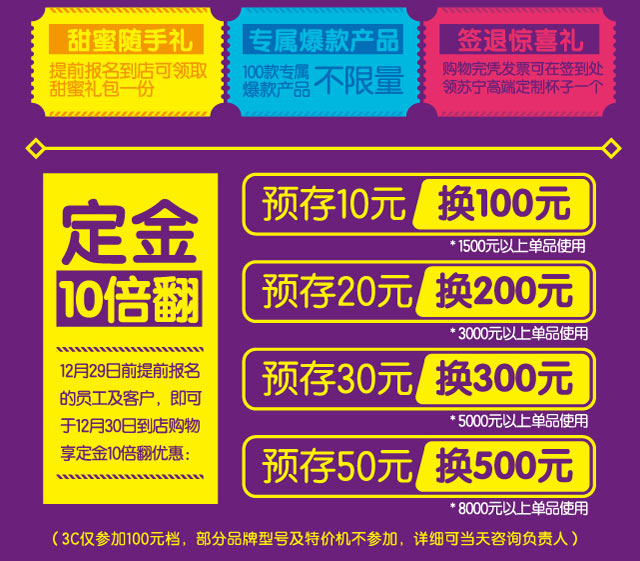 甜蜜随手礼
提前报名到店可领取
甜蜜礼包一份
专属爆款产品
100款专属
爆款产品
不限量
签退惊喜礼
购物完凭发票可在签到处
领苏宁高端定制杯子一个
定金
10倍翻
12月29日前提前报名
的员工及客户，即可
于12月30日到店购物
享定金10倍翻优惠：
预存10元 换100元
*1500元以上单品使用
预存20元 换200元
*3000元以上单品使用
预存30元 换300元
*5000元以上单品使用
预存50元 换500元
*8000元以上单品使用
（3C仅参加100元档，部分品牌型号及特价机不参加，详细可当天咨询负责人）